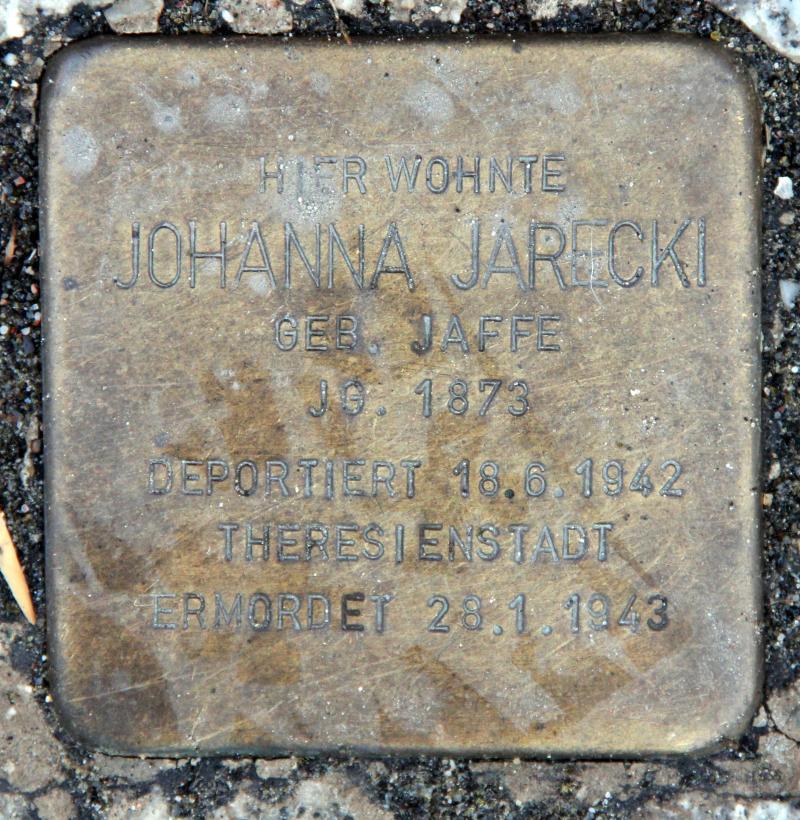 HIER WOHNTE
JOHANNA JARECKI
GEB. JAFFE
JG. 1873
DEPORTIERT 18.6.1942
THERESIENSTADT
ERMORDET 28.1.1943